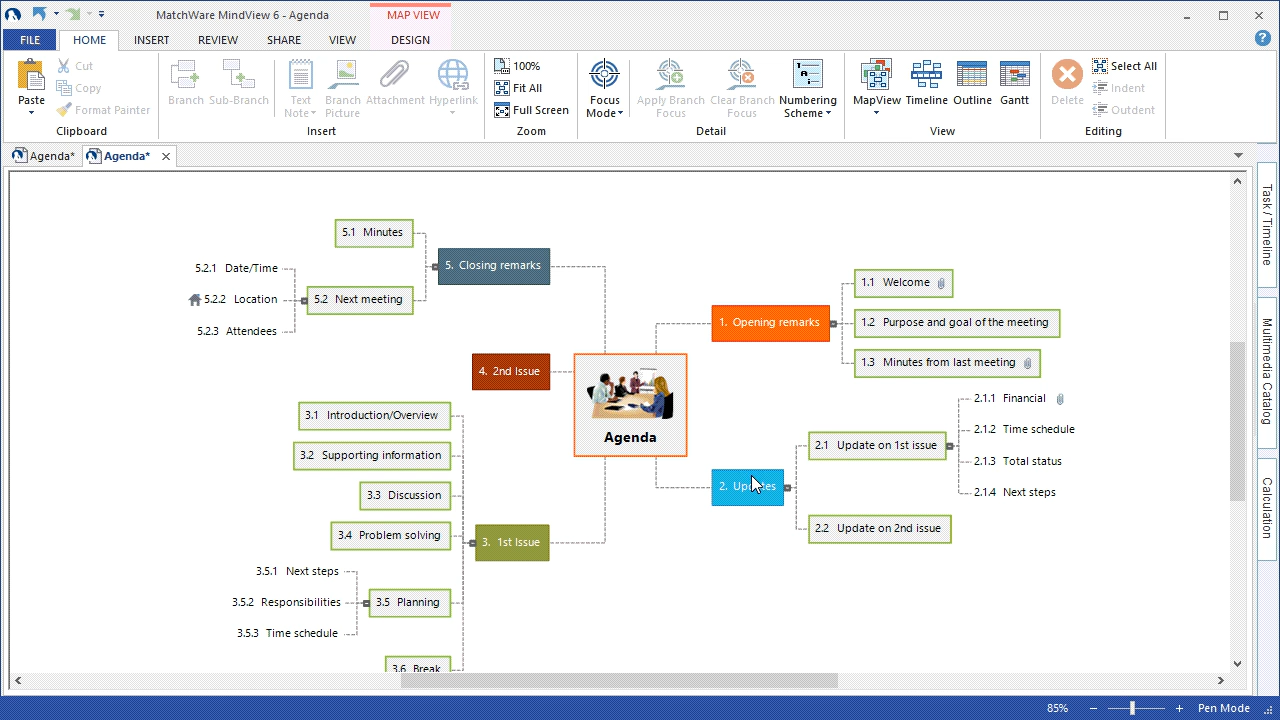 MatchWare MindView 6 - Agenda
MAP VIEW
FILE
HOME
INSERT
REVIEW
SHARE
VIEW
DESIGN
Paste
Cut
Copy
Format Painter
Clipboard
Branch
Sub-Branch
Text Note
Branch Picture
Attachment
Hyperlink
Insert
100%
Fit All
Full Screen
Zoom
Focus Mode
Apply Branch Focus
Clear Branch Focus
Numbering Scheme
Detail
MapView
Timeline
Outline
Gantt
View
Delete
Select All
Indent
Outdent
Editing
Agenda*
Agenda*
5.1 Minutes
5. Closing remarks
5.2.1 Date/Time
5.2.2 Location
5.2 Next meeting
5.2.3 Attendees
4. 2nd Issue
3.1 Introduction/Overview
3.2 Supporting information
3.3 Discussion
3.4 Problem solving
3. 1st Issue
3.5.1 Next steps
3.5.2 Responsibilities
3.5 Planning
3.5.3 Time schedule
3.6 Break
Agenda
1.1 Welcome
1. Opening remarks
1.2 Purpose and goal of the meeting
1.3 Minutes from last meeting
2.1.1 Financial
2.1.2 Time schedule
2.1 Update on 1st issue
2.1.3 Total status
2.1.4 Next steps
2. Updates
2.2 Update on 2nd issue
Task / Timeline
Multimedia Catalog
Calculation
85%
Pen Mode